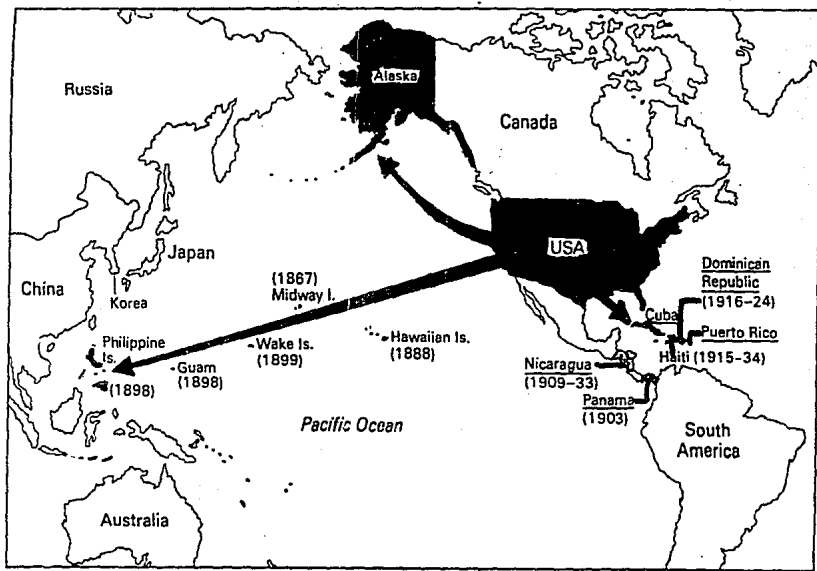 Alaska
Russia
Canada
USA
Japan
China
Korea
(1867)
Midway I.
Dominican
Republic
(1916-24)
Cuba
Puerto Rico
Haiti (1915-34)
Philippine
Is.
(1898)
Guam
(1898)
Wake Is.
(1899)
Hawaiian Is.
(1888)
Nicaragua
(1909-33)
Panama
(1903)
Pacific Ocean
South
America
Australia